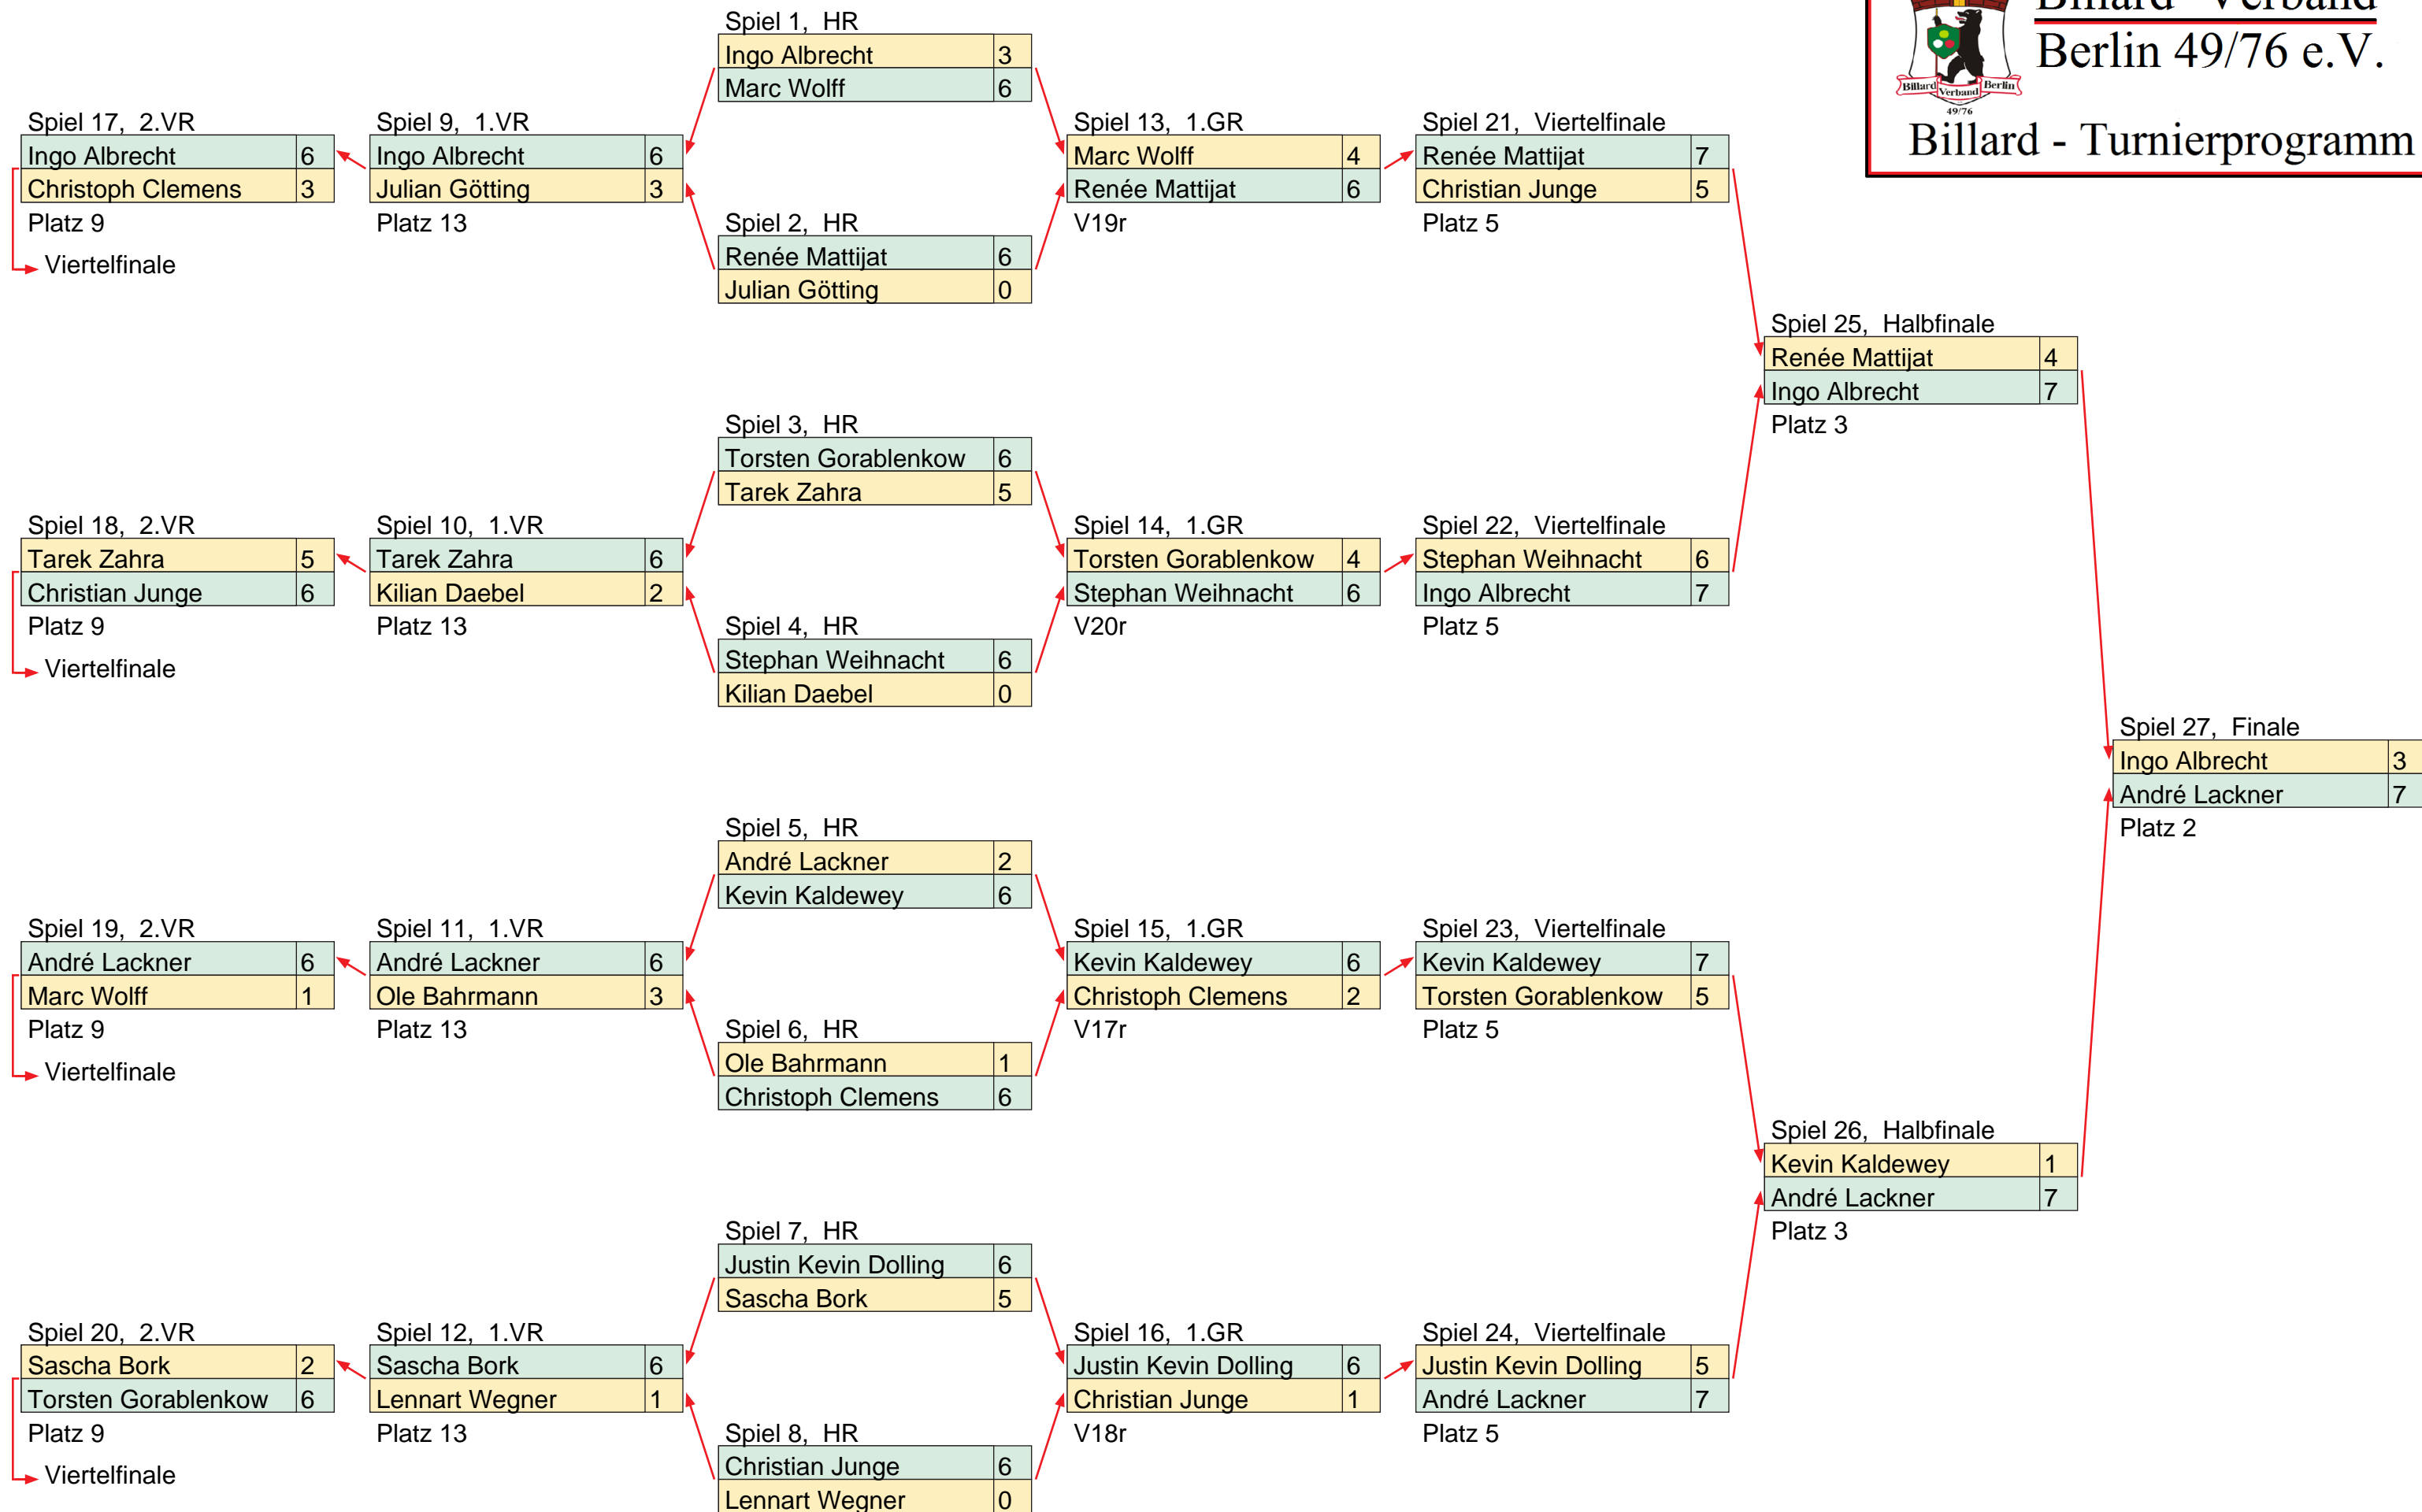 Spiel 17,  2.VR
Ingo Albrecht 6
Christoph Clemens 3
Platz 9
Viertelfinale
Spiel 18,  2.VR
Tarek Zahra 5
Christian Junge 6
Platz 9
Viertelfinale
Spiel 19,  2.VR
André Lackner 6
Marc Wolff 1
Platz 9
Viertelfinale
Spiel 20,  2.VR
Sascha Bork 2
Torsten Gorablenkow 6
Platz 9
Viertelfinale
Spiel 9,  1.VR
Ingo Albrecht 6
Julian Götting 3
Platz 13
Spiel 10,  1.VR
Tarek Zahra 6
Kilian Daebel 2
Platz 13
Spiel 11,  1.VR
André Lackner 6
Ole Bahrmann 3
Platz 13
Spiel 12,  1.VR
Sascha Bork 6
Lennart Wegner 1
Platz 13
Spiel 1,  HR
Ingo Albrecht 3
Marc Wolff 6
Spiel 2,  HR
Renée Mattijat 6
Julian Götting 0
Spiel 3,  HR
Torsten Gorablenkow 6
Tarek Zahra 5
Spiel 4,  HR
Stephan Weihnacht 6
Kilian Daebel 0
Spiel 5,  HR
André Lackner 2
Kevin Kaldewey 6
Spiel 6,  HR
Ole Bahrmann 1
Christoph Clemens 6
Spiel 7,  HR
Justin Kevin Dolling 6
Sascha Bork 5
Spiel 8,  HR
Christian Junge 6
Lennart Wegner 0
Spiel 13,  1.GR
Marc Wolff 4
Renée Mattijat 6
V19r
Spiel 14,  1.GR
Torsten Gorablenkow 4
Stephan Weihnacht 6
V20r
Spiel 15,  1.GR
Kevin Kaldewey 6
Christoph Clemens 2
V17r
Spiel 16,  1.GR
Justin Kevin Dolling 6
Christian Junge 1
V18r
Spiel 21,  Viertelfinale
Renée Mattijat 7
Christian Junge 5
Platz 5
Spiel 22,  Viertelfinale
Stephan Weihnacht 6
Ingo Albrecht 7
Platz 5
Spiel 23,  Viertelfinale
Kevin Kaldewey 7
Torsten Gorablenkow 5
Platz 5
Spiel 24,  Viertelfinale
Justin Kevin Dolling 5
André Lackner 7
Platz 5
Spiel 25,  Halbfinale
Renée Mattijat 4
Ingo Albrecht 7
Platz 3
Spiel 26,  Halbfinale
Kevin Kaldewey 1
André Lackner 7
Platz 3
Spiel 27,  Finale
Ingo Albrecht 3
André Lackner 7
Platz 2
Billard Verband
Berlin 49/76 e.V.
Billard Verband Berlin
49/76
Billard - Turnierprogramm